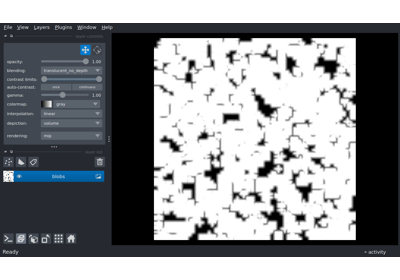 File View Layers Plugins Window Help
opacity: 1.00
blending: translucent_no_depth
contrast limits:
auto-contrast: once continuous
gamma: 1.00
colormap: gray
interpolation: linear
depiction: volume
rendering: mip
blobs
Ready
activity